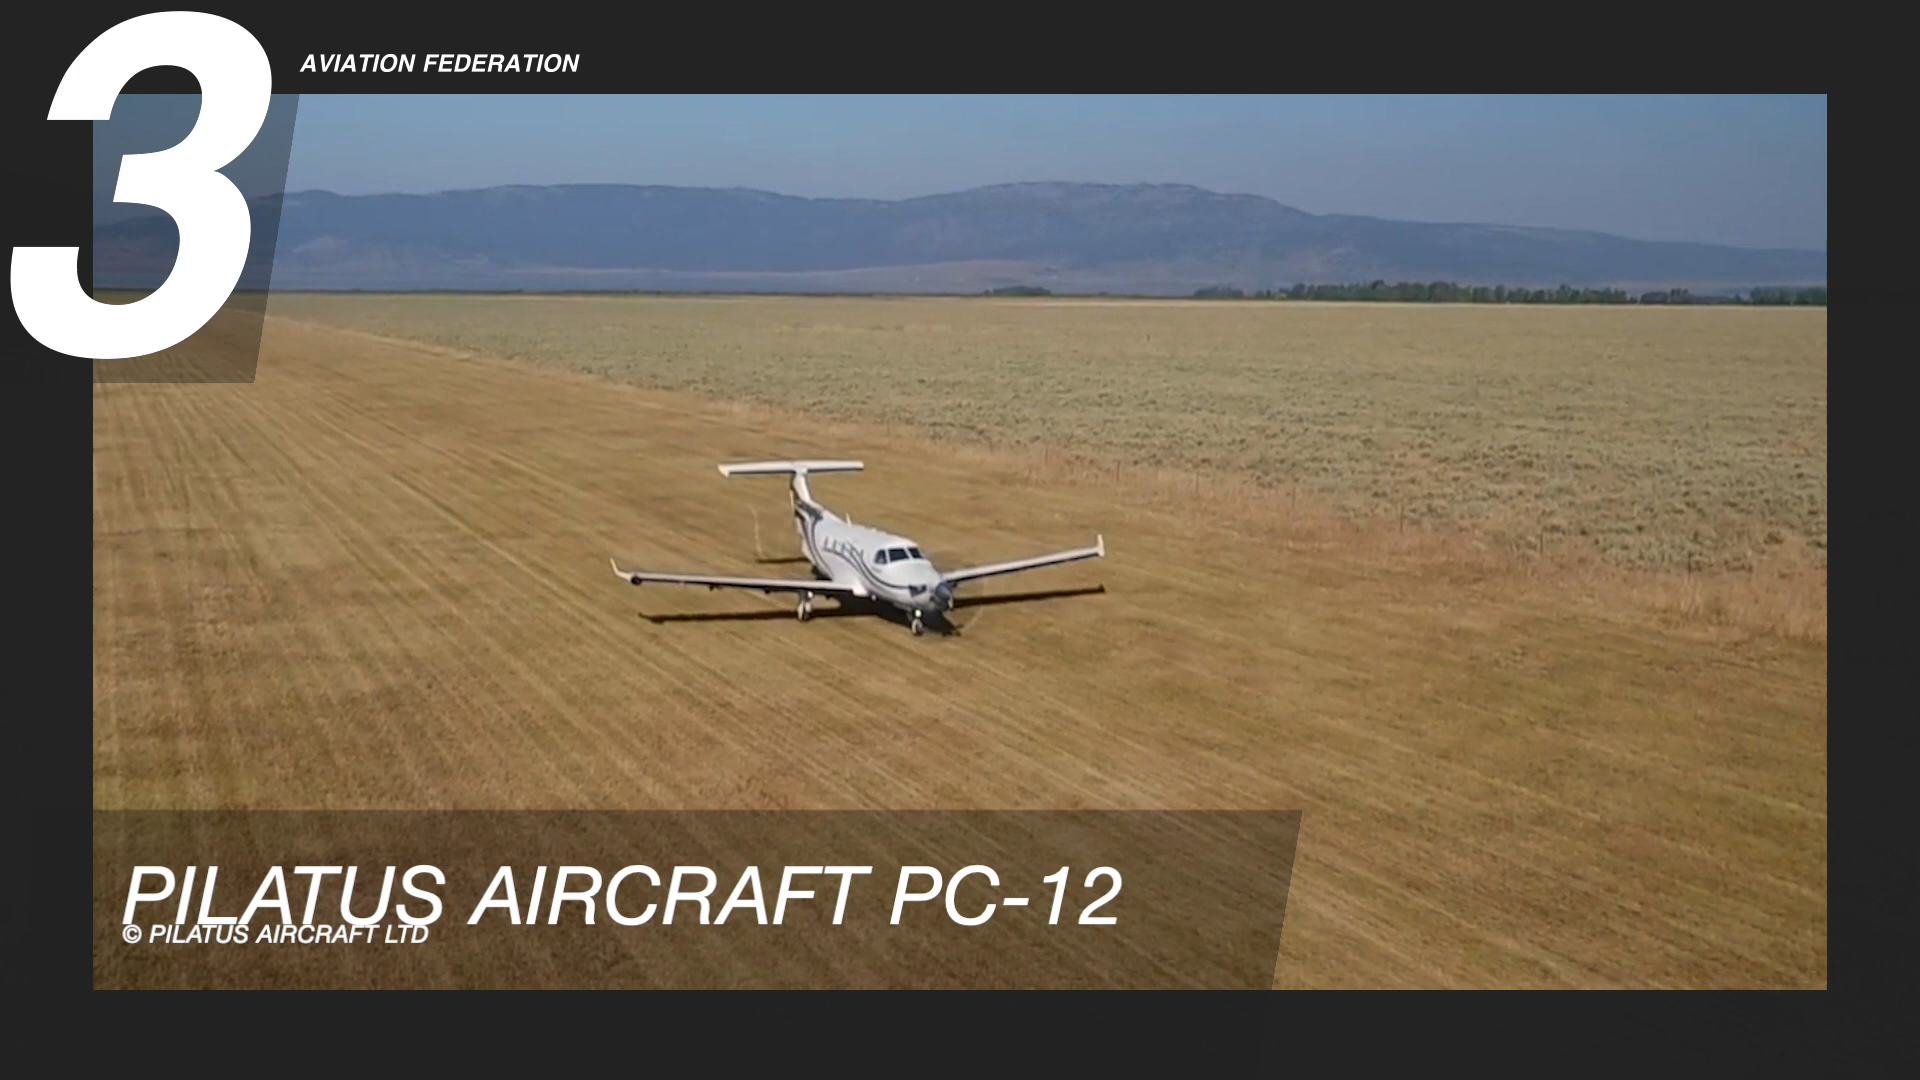 3
AVIATION FEDERATION
PILATUS AIRCRAFT PC-12
© PILATUS AIRCRAFT LTD